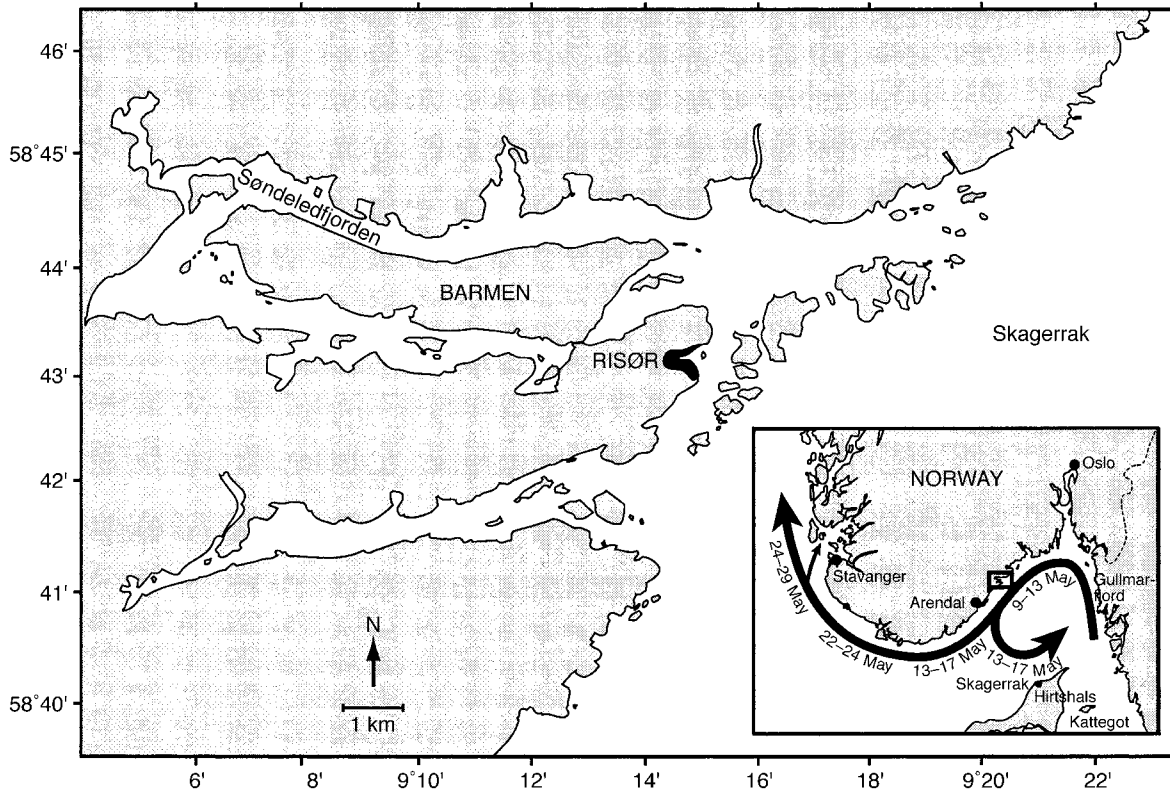 46'
58°45'
44'
43'
42'
41'
58°40'
6'
8'
9°10'
12'
14'
16'
18'
9°20'
22'
Søndeledfjorden
BARMEN
RISØR
Skagerrak
N
1 km
NORWAY
Oslo
Stavanger
Arendal
Gullmar-
fjord
24–29 May
22–24 May
13–17 May
13–17 May
9–13 May
Skagerrak
Hirtshals
Kattegot